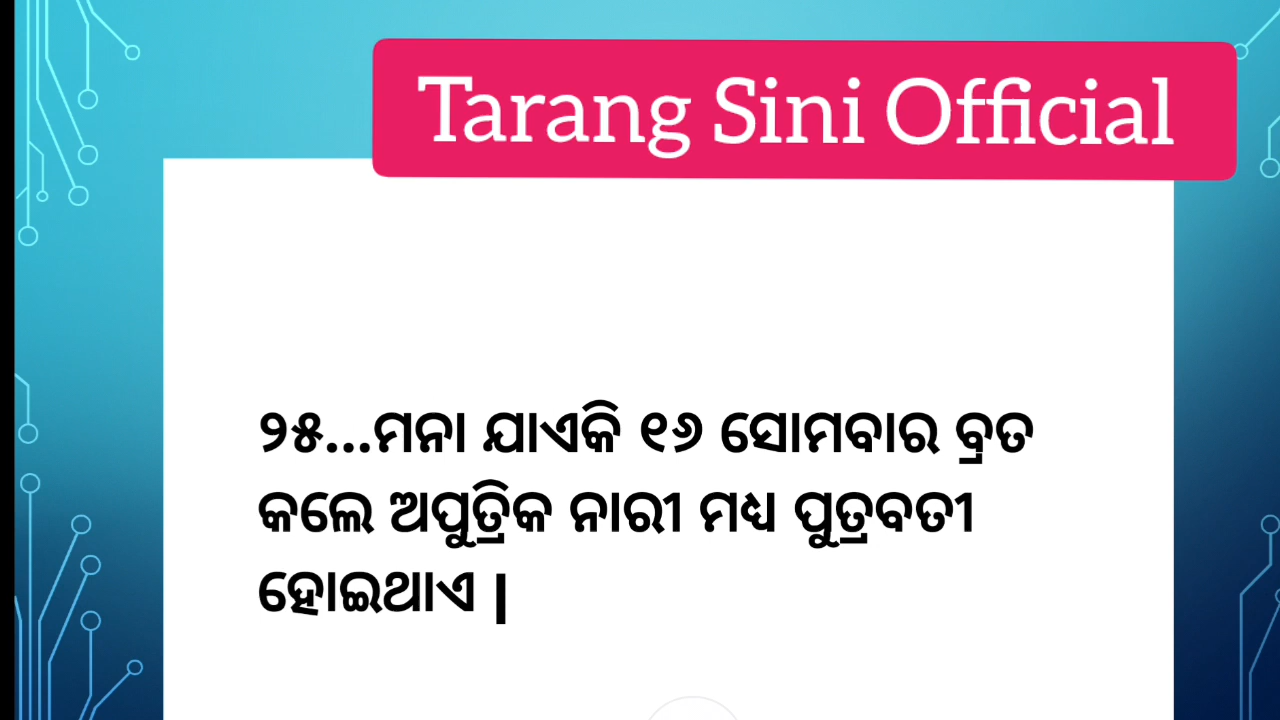 Tarang Sini Official
୨୫...ମନା ଯାଏକି ୧୬ ସୋମବାର ବ୍ରତ
କଲେ ଅପୁତ୍ରିକ ନାରୀ ମଧ୍ୟ ପୁତ୍ରବତୀ
ହୋଇଥାଏ |